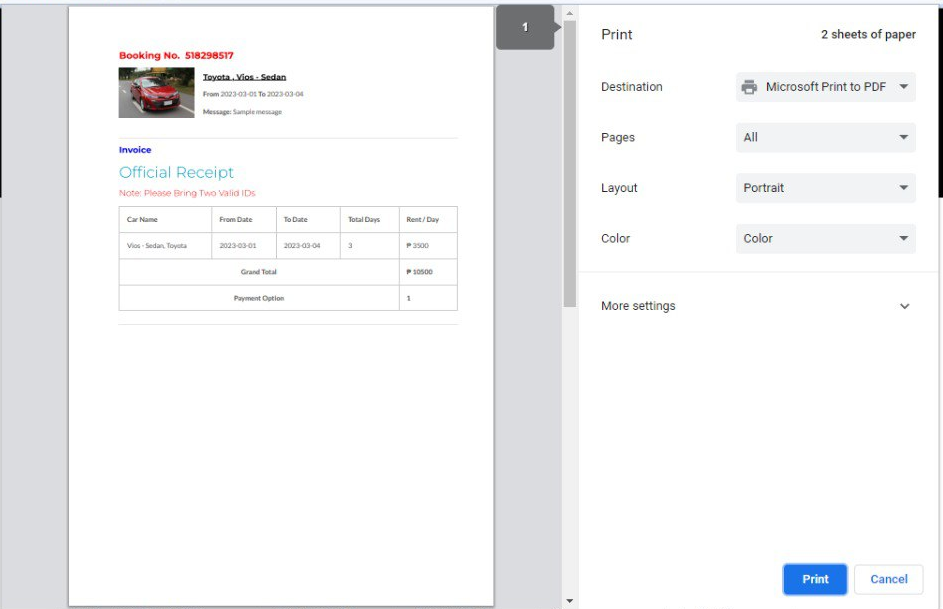 Booking No. 518298517
Toyota , Vios - Sedan
From 2023-03-01 To 2023-03-04
Message: Sample message
Invoice
Official Receipt
Note: Please Bring Two Valid IDs
Car Name From Date To Date Total Days Rent / Day
Vios - Sedan, Toyota 2023-03-01 2023-03-04 3 ₱ 3500
Grand Total ₱ 10500
Payment Option 1
1
Print 2 sheets of paper
Destination Microsoft Print to PDF
Pages All
Layout Portrait
Color Color
More settings
Print Cancel